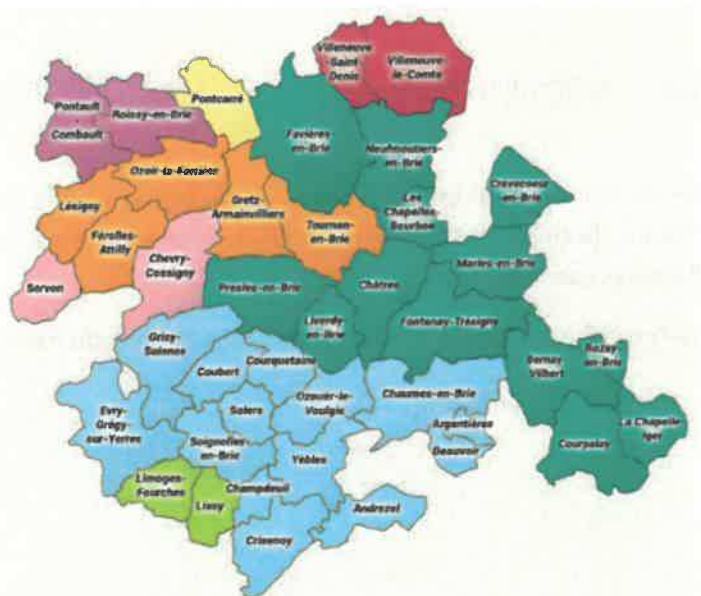 Villeneuve-
Saint-
Denis
Villeneuve-
le-Comte
Pontault
Combault
Roissy-en-Brie
Pontcarré
Favières-
en-Brie
Neufmoutiers-
en-Brie
Crèvecoeur
en-Brie
Ozoir-la-Ferrière
Lésigny
Gretz-
Armainvilliers
Les
Chapelles-
Bourbon
Tournan-
en-Brie
Férolles-
Attilly
Chevry-
Cossigny
Servon
Marles-en-Brie
Presles-en-Brie
Châtres
Liverdy-
en-Brie
Fontenay-Trésigny
Bernay
Vilbert
Rozay-
en-Brie
Grisy-
Suisnes
Coubert
Courquetaine
Ozouer-le-
Voulgis
Chaumes-en-Brie
Argentières
Beauvoir
Courpalay
La Chapelle-
Iger
Evry-
Grégy-
sur-Yerres
Solers
Soignolles-
en-Brie
Yèbles
Limoges-
Fourches
Lissy
Champdeuil
Andrezel
Crisenoy